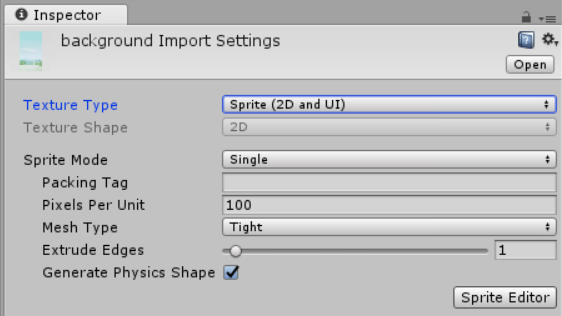 Inspector
background Import Settings
Open
Texture Type Sprite (2D and UI)
Texture Shape 2D
Sprite Mode Single
Packing Tag
Pixels Per Unit 100
Mesh Type Tight
Extrude Edges 1
Generate Physics Shape
Sprite Editor